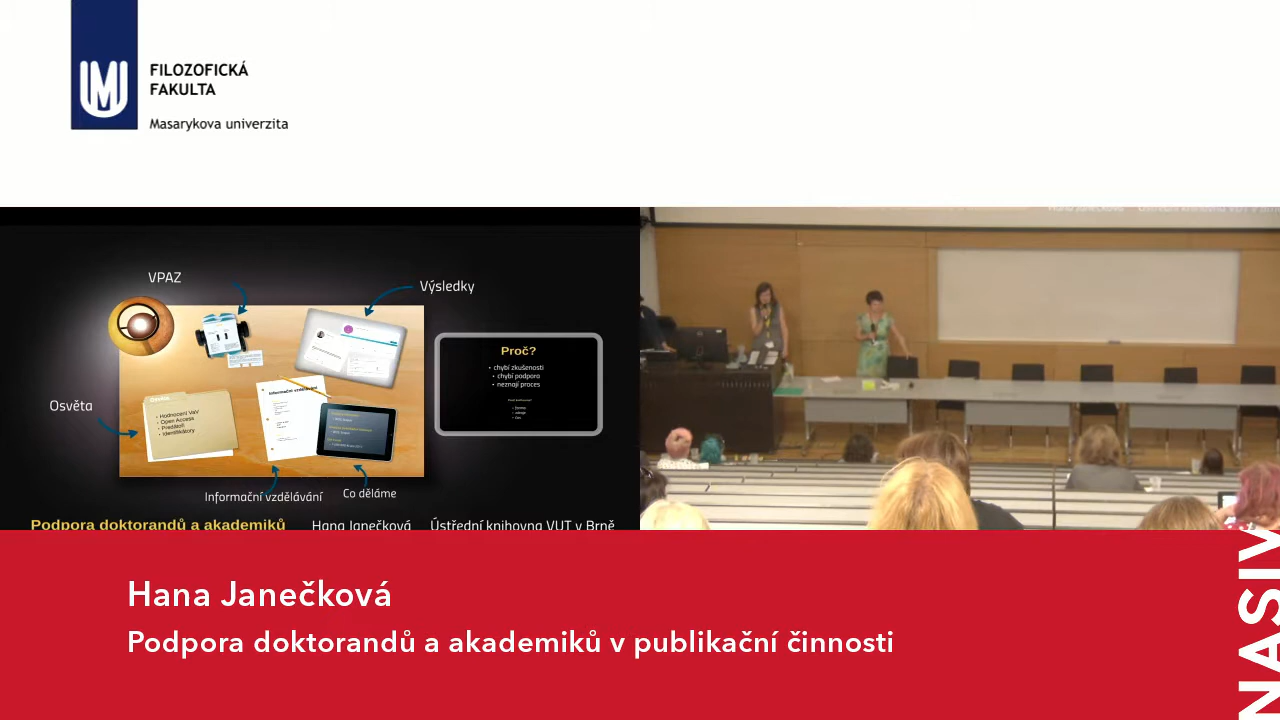 FILOZOFICKÁ
FAKULTA
Masarykova univerzita
VPAZ
Výsledky
Proč?
• chybí zkušenosti
• chybí podpora
• neznají proces
Osvěta
• Hodnocení VaV
• Open Access
• Predátoři
• Identifikátory
Informační vzdělávání
Informační vzdělávání
Co děláme
Podpora doktorandů a akademiků
Hana Janečková
Ústřední knihovna VUT v Brně
Hana Janečková
Podpora doktorandů a akademiků v publikační činnosti
NASIV